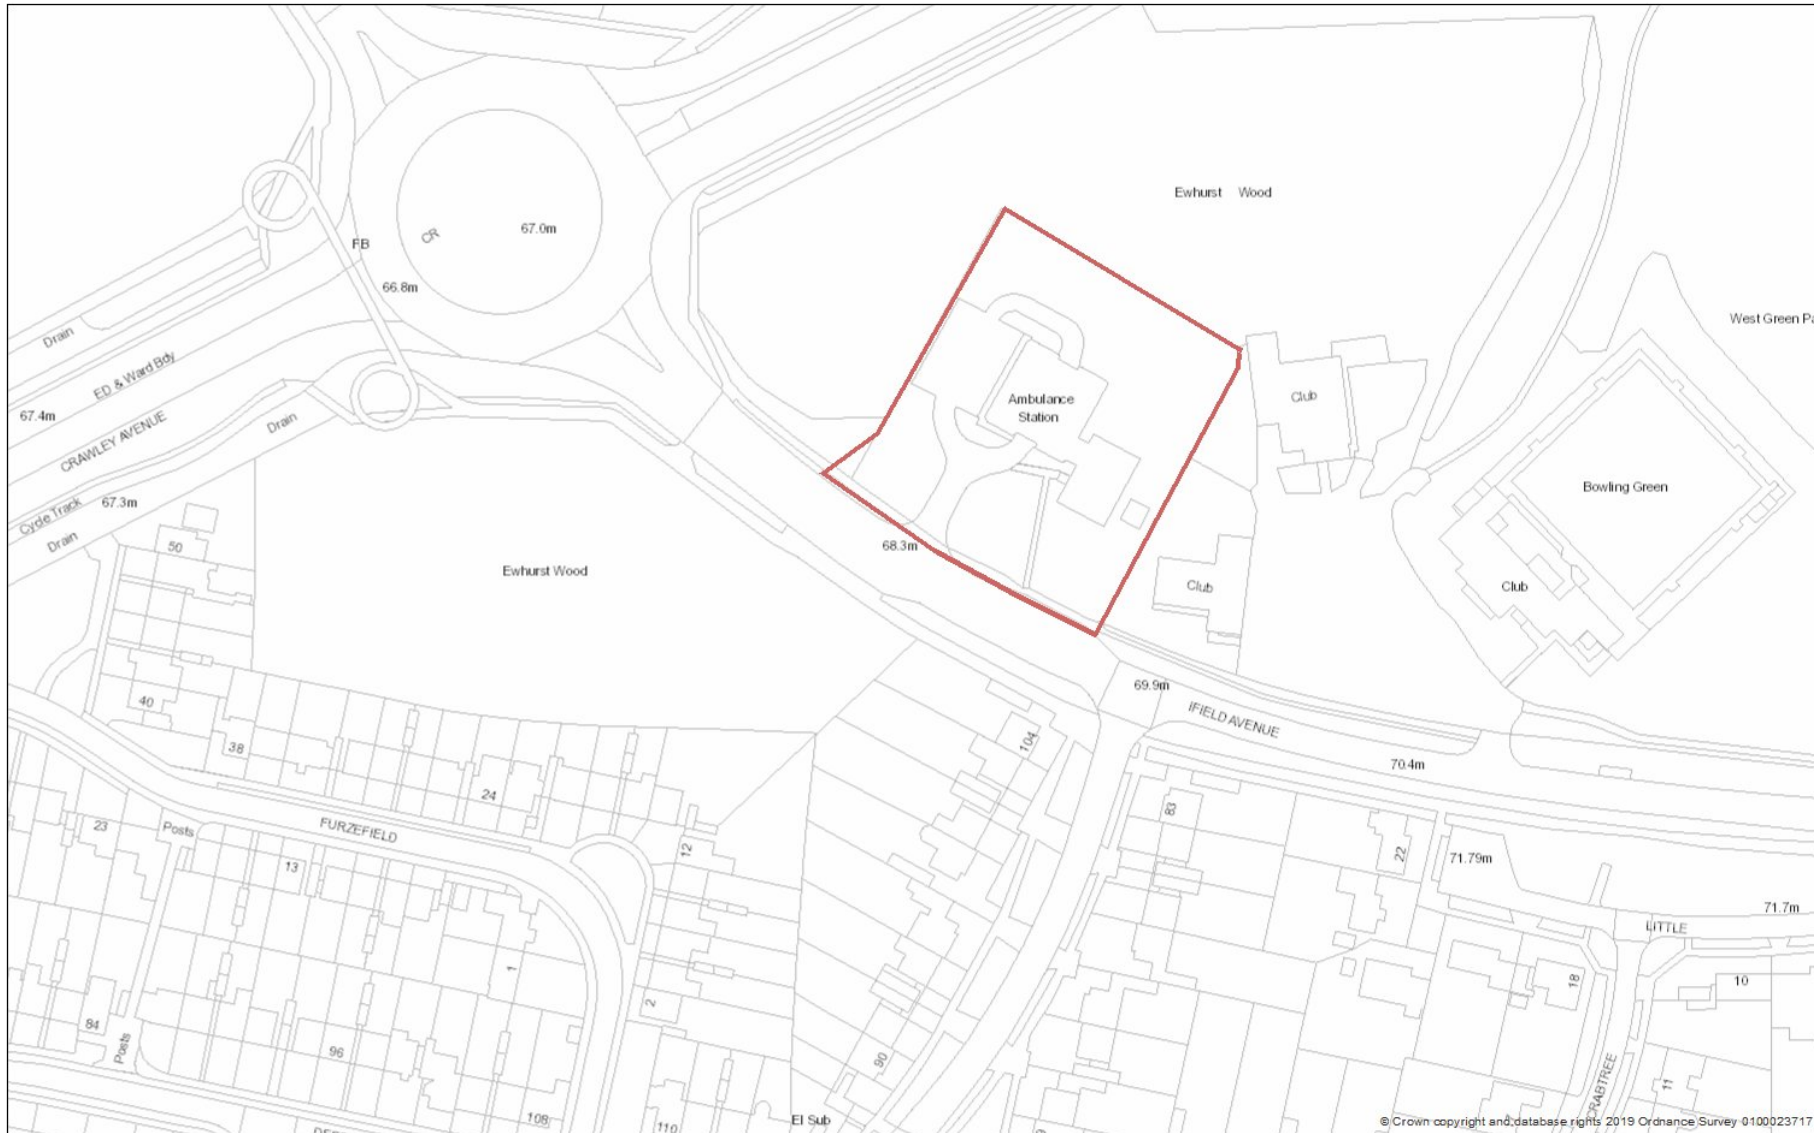 Ewhurst Wood
67.0m
CR
FB
66.8m
West Green Pa
Drain
ED & Ward Bdy
67.4m
CRAWLEY AVENUE
Drain
Cycle Track
67.3m
Drain
Ambulance
Station
Club
Bowling Green
50
68.3m
Ewhurst Wood
Club
Club
40
38
24
69.9m
IFIELD AVENUE
104
70.4m
23
Posts
FURZEFIELD
13
12
83
22
71.79m
71.7m
LITTLE
1
2
18
10
84
Posts
96
90
CRABTREE
11
108
110
El Sub
© Crown copyright and database rights 2019 Ordnance Survey 0100023717